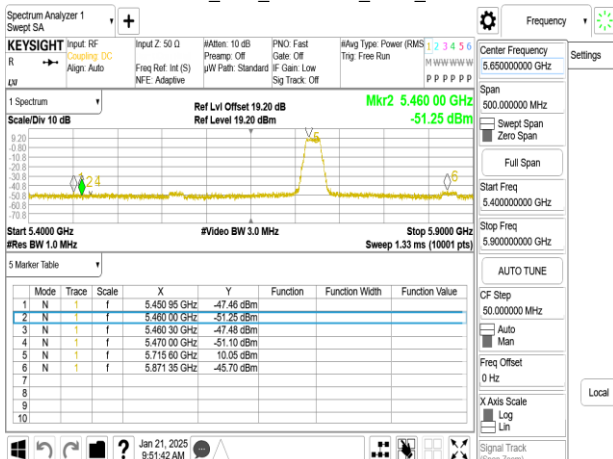 Spectrum Analyzer 1
Swept SA
Frequency
KEYSIGHT Input: RF Input Z: 50 Ω #Atten: 10 dB PNO: Fast #Avg Type: Power (RMS 1 2 3 4 5 6
R Coupling: DC Preamp: Off Gate: Off Trig: Free Run M W W W W W
Align: Auto Freq Ref: Int (S) µW Path: Standard IF Gain: Low
NFE: Adaptive Sig Track: Off P P P P P P
1 Spectrum
Scale/Div 10 dB
Ref Lvl Offset 19.20 dB
Ref Level 19.20 dBm
Mkr2 5.460 00 GHz
-51.25 dBm
9.20
-0.80
-10.8
-20.8
-30.8
-40.8
-50.8
-60.8
-70.8
2 4
5
6
Start 5.4000 GHz #Video BW 3.0 MHz Stop 5.9000 GHz
#Res BW 1.0 MHz Sweep 1.33 ms (10001 pts)
5 Marker Table
Mode Trace Scale X Y Function Function Width Function Value
1 N 1 f 5.450 95 GHz -47.46 dBm
2 N 1 f 5.460 00 GHz -51.25 dBm
3 N 1 f 5.460 30 GHz -47.48 dBm
4 N 1 f 5.470 00 GHz -51.10 dBm
5 N 1 f 5.715 60 GHz 10.05 dBm
6 N 1 f 5.871 35 GHz -45.70 dBm
7
8
9
10
Jan 21, 2025
9:51:42 AM
?
Center Frequency
5.650000000 GHz
Settings
Span
500.000000 MHz
Swept Span
Zero Span
Full Span
Start Freq
5.400000000 GHz
Stop Freq
5.900000000 GHz
AUTO TUNE
CF Step
50.000000 MHz
Auto
Man
Freq Offset
0 Hz
Local
X Axis Scale
Log
Lin
Signal Track